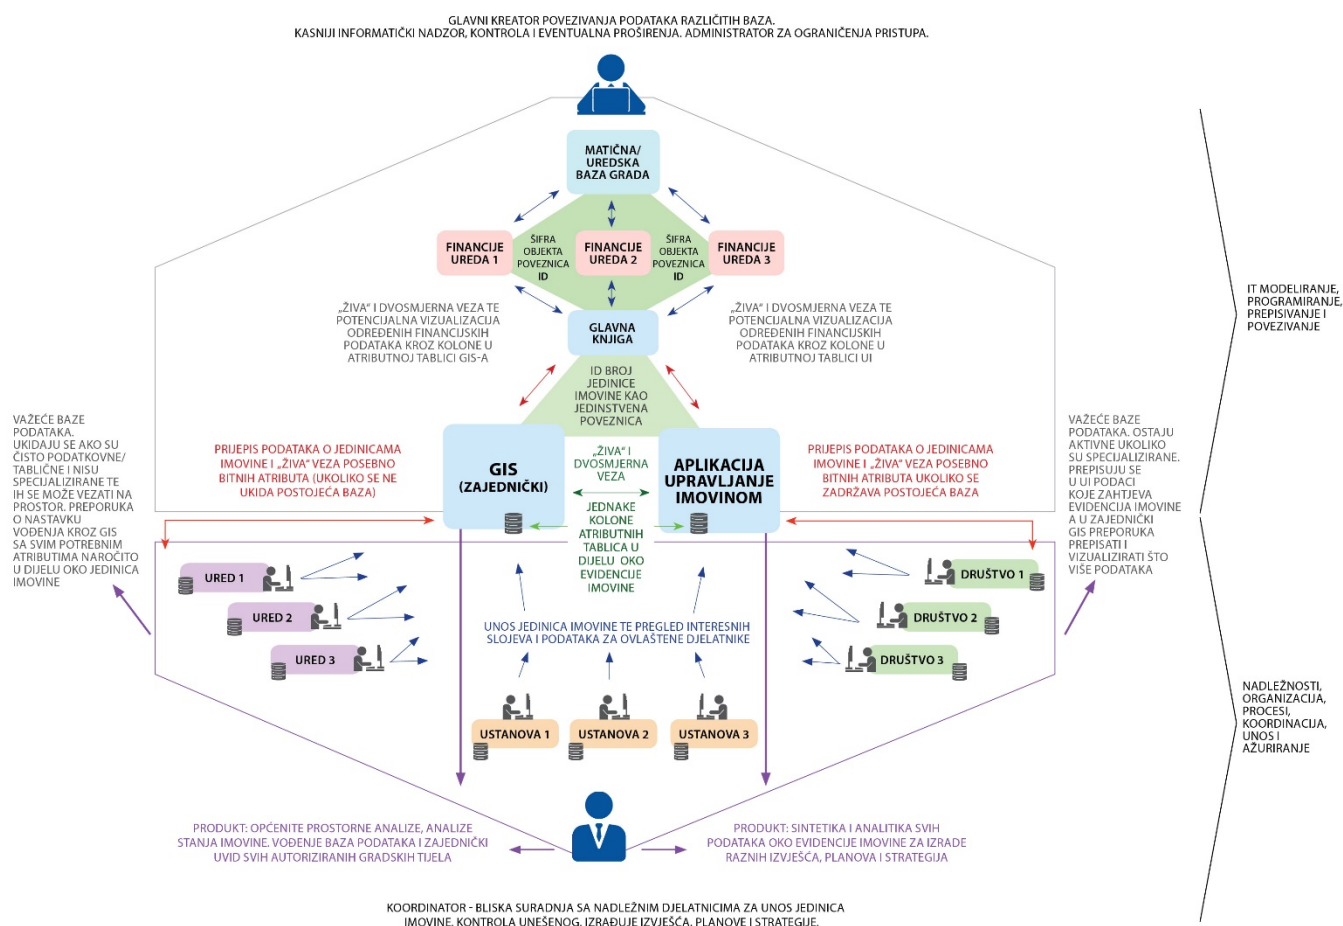 GLAVNI KREATOR POVEZIVANJA PODATAKA RAZLIČITIH BAZA.
KASNIJI INFORMATIČKI NADZOR, KONTROLA I EVENTUALNA PROŠIRENJA. ADMINISTRATOR ZA OGRANIČENJA PRISTUPA.
MATIČNA/
UREDSKA
BAZA GRADA
FINANCIJE
UREDA 1
ŠIFRA
OBJEKTA
POVEZNICA
ID
FINANCIJE
UREDA 2
ŠIFRA
OBJEKTA
POVEZNICA
ID
FINANCIJE
UREDA 3
„ŽIVA“ I DVOSMJERNA VEZA TE
POTENCIJALNA VIZUALIZACIJA
ODREĐENIH FINANCIJSKIH
PODATAKA KROZ KOLONE U
ATRIBUTNOJ TABLICI GIS-A
GLAVNA
KNJIGA
„ŽIVA“ I DVOSMJERNA VEZA TE
POTENCIJALNA VIZUALIZACIJA
ODREĐENIH FINANCIJSKIH
PODATAKA KROZ KOLONE U
ATRIBUTNOJ TABLICI UI
IT MODELIRANJE,
PROGRAMIRANJE,
PREPISIVANJE I
POVEZIVANJE
ID BROJ
JEDINICE
IMOVINE KAO
JEDINSTVENA
POVEZNICA
VAŽEĆE BAZE
PODATAKA.
UKIDAJU SE AKO SU
ČISTO PODATKOVNE/
TABLIČNE I NISU
SPECIJALIZIRANE TE
IH SE MOŽE VEZATI NA
PROSTOR. PREPORUKA
O NASTAVKU
VOĐENJA KROZ GIS
SA SVIM POTREBNIM
ATRIBUTIMA NAROČITO
U DIJELU OKO JEDINICA
IMOVINE
PRIJEPIS PODATAKA O JEDINICAMA
IMOVINE I „ŽIVA“ VEZA POSEBNO
BITNIH ATRIBUTA (UKOLIKO SE NE
UKIDA POSTOJEĆA BAZA)
GIS
(ZAJEDNIČKI)
„ŽIVA“ I
DVOSMJERNA
VEZA
JEDNAKE
KOLONE
ATRIBUTNIH
TABLICA U
DIJELU OKO
EVIDENCIJE
IMOVINE
APLIKACIJA
UPRAVLJANJE
IMOVINOM
PRIJEPIS PODATAKA O JEDINICAMA
IMOVINE I „ŽIVA“ VEZA POSEBNO
BITNIH ATRIBUTA UKOLIKO SE
ZADRŽAVA POSTOJEĆA BAZA
VAŽEĆE BAZE
PODATAKA. OSTAJU
AKTIVNE UKOLIKO
SU SPECIJALIZIRANE.
PREPISUJU SE
U UI PODACI
KOJE ZAHTJEVA
EVIDENCIJA IMOVINE
A U ZAJEDNIČKI
GIS PREPORUKA
PREPISATI I
VIZUALIZIRATI ŠTO
VIŠE PODATAKA
URED 1
URED 2
URED 3
UNOS JEDINICA IMOVINE TE PREGLED INTERESNIH
SLOJEVA I PODATAKA ZA OVLAŠTENE DJELATNIKE
DRUŠTVO 1
DRUŠTVO 2
DRUŠTVO 3
USTANOVA 1
USTANOVA 2
USTANOVA 3
NADLEŽNOSTI,
ORGANIZACIJA,
PROCESI,
KOORDINACIJA,
UNOS I
AŽURIRANJE
PRODUKT: OPĆENITE PROSTORNE ANALIZE, ANALIZE
STANJA IMOVINE. VOĐENJE BAZA PODATAKA I ZAJEDNIČKI
UVID SVIH AUTORIZIRANIH GRADSKIH TIJELA
PRODUKT: SINTETIKA I ANALITIKA SVIH
PODATAKA OKO EVIDENCIJE IMOVINE ZA IZRADE
RAZNIH IZVJEŠĆA, PLANOVA I STRATEGIJA
KOORDINATOR - BLISKA SURADNJA SA NADLEŽNIM DJELATNICIMA ZA UNOS JEDINICA
IMOVINE, KONTROLA UNEŠENOG, IZRAĐUJE IZVJEŠĆA, PLANOVE I STRATEGIJE.